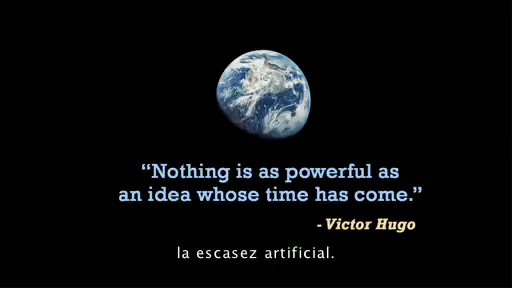 “Nothing is as powerful as
an idea whose time has come.”
- Victor Hugo
la escasez artificial.